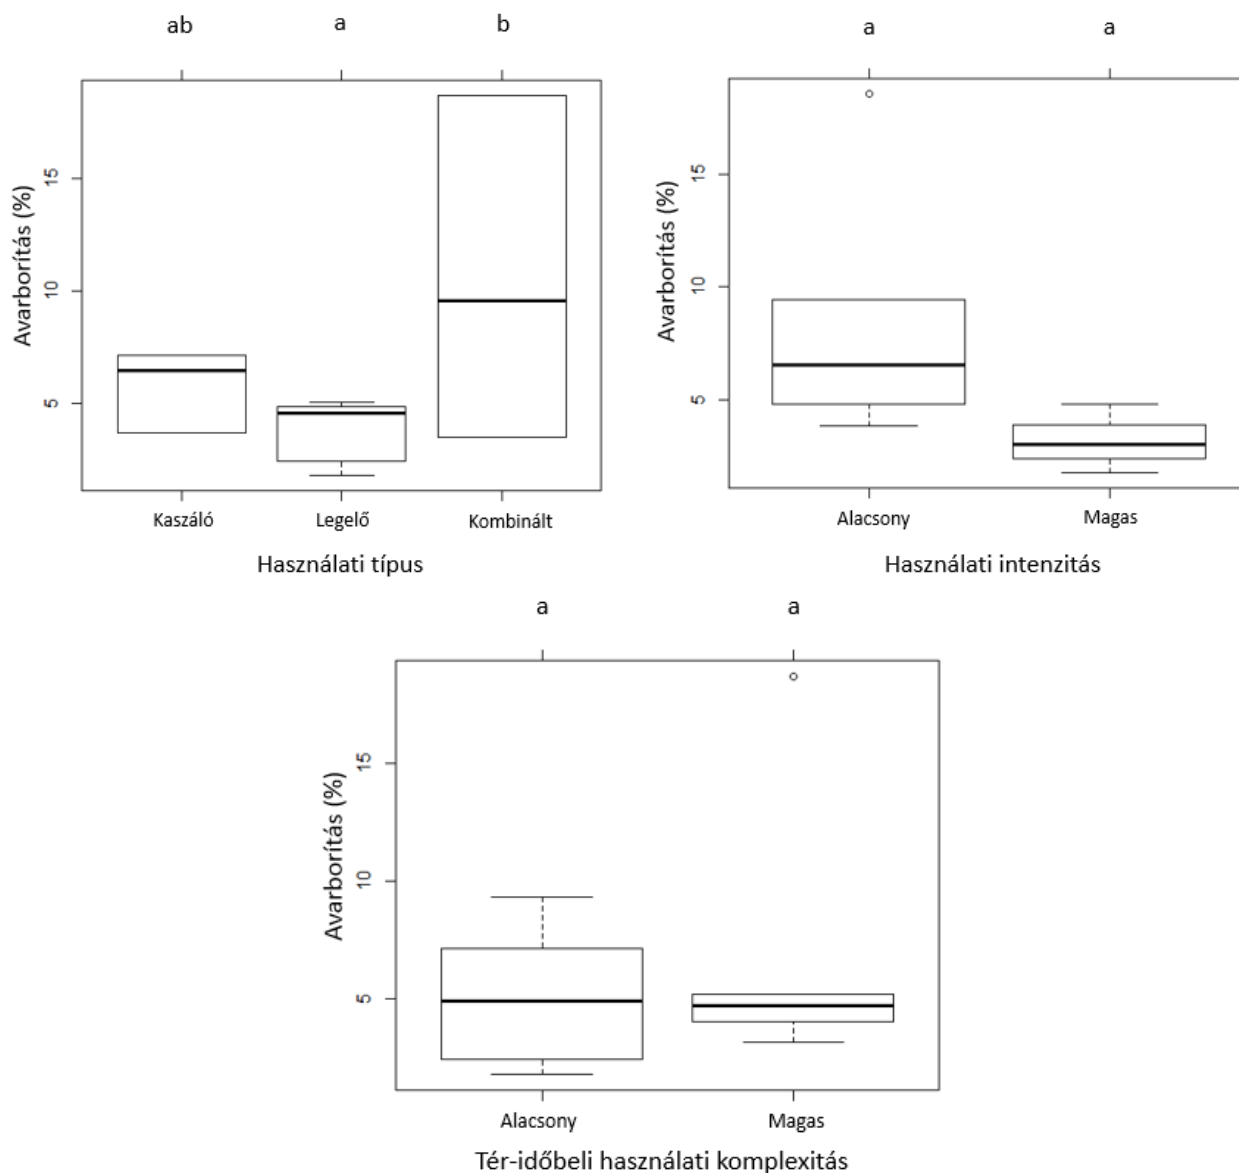 ab a b
Avarborítás (%)
15
10
5
Kaszáló Legelő Kombinált
Használati típus
a a
Avarborítás (%)
15
10
5
Alacsony Magas
Használati intenzitás
a a
Avarborítás (%)
15
10
5
Alacsony Magas
Tér-időbeli használati komplexitás